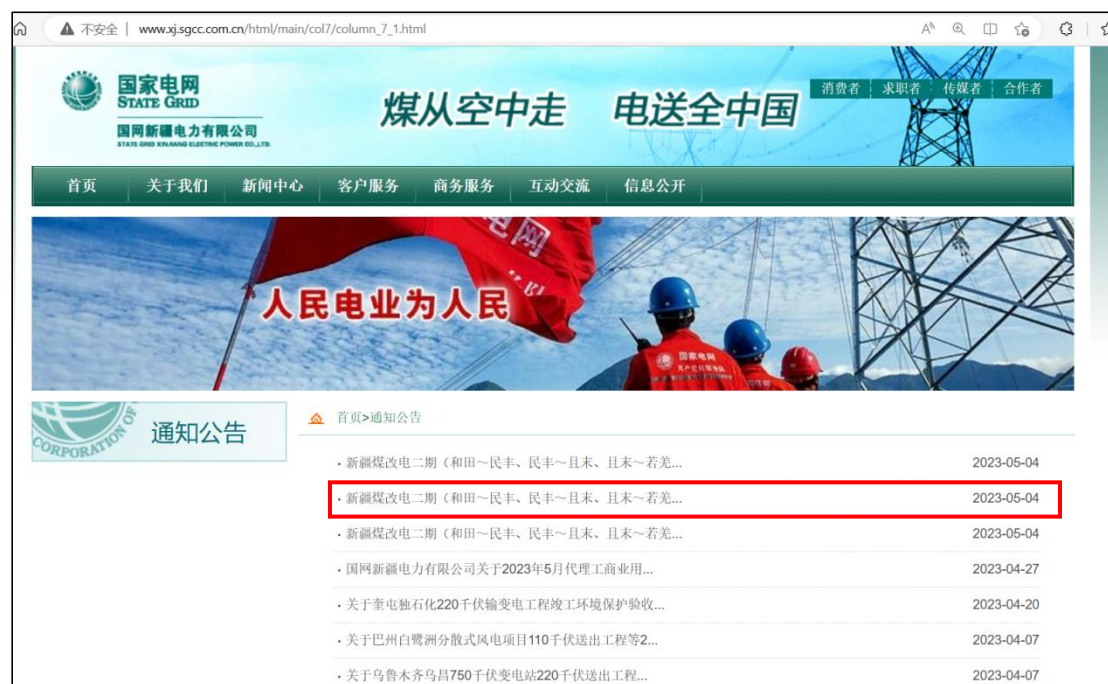 不安全 | www.xj.sgcc.com.cn/html/main/col7/column_7_1.html
国家电网
STATE GRID
国网新疆电力有限公司
STATE GRID XINJIANG ELECTRIC POWER CO.,LTD.
煤从空中走 电送全中国
消费者 求职者 传媒者 合作者
首页 关于我们 新闻中心 客户服务 商务服务 互动交流 信息公开
人民电业为人民
国家电网
CORPORATION OF
通知公告
首页>通知公告
· 新疆煤改电二期（和田～民丰、民丰～且末、且末～若羌... 2023-05-04
· 新疆煤改电二期（和田～民丰、民丰～且末、且末～若羌... 2023-05-04
· 新疆煤改电二期（和田～民丰、民丰～且末、且末～若羌... 2023-05-04
· 国网新疆电力有限公司关于2023年5月代理工商业用... 2023-04-27
· 关于奎屯独石化220千伏输变电工程竣工环境保护验收... 2023-04-20
· 关于巴州白鹭洲分散式风电项目110千伏送出工程等2... 2023-04-07
· 关于乌鲁木齐乌昌750千伏变电站220千伏送出工程... 2023-04-07